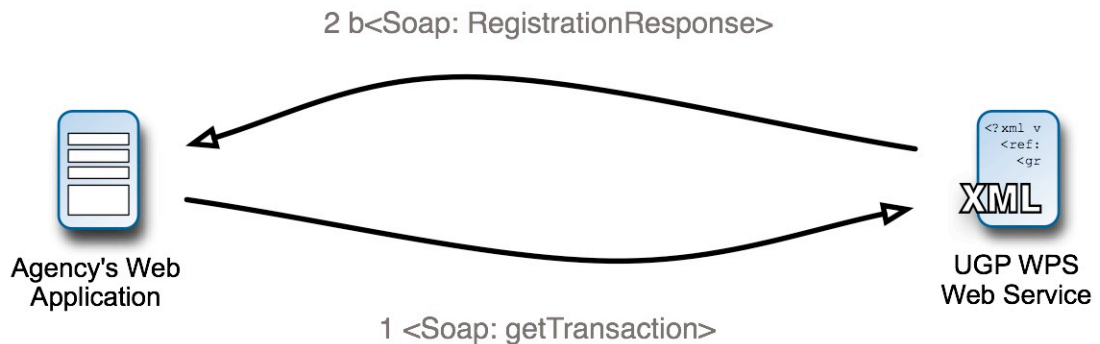 2 b<Soap: RegistrationResponse>
<?xml v
<ref:
<gr
XML
Agency's Web
Application
UGP WPS
Web Service
1 <Soap: getTransaction>